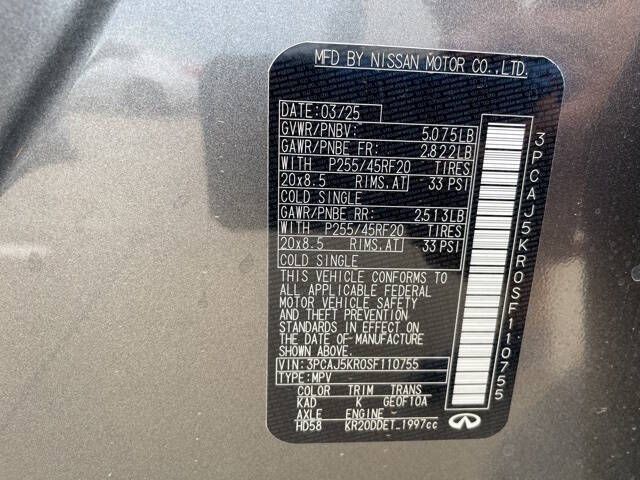 MFD BY NISSAN MOTOR CO.,LTD.
DATE: 03/25
GVWR/PNBV: 5,075LB
GAWR/PNBE FR: 2,822LB
WITH P255/45RF20 TIRES
20x8.5 RIMS,AT 33 PSI
COLD SINGLE
GAWR/PNBE RR: 2,513LB
WITH P255/45RF20 TIRES
20x8.5 RIMS,AT 33 PSI
COLD SINGLE
THIS VEHICLE CONFORMS TO
ALL APPLICABLE FEDERAL
MOTOR VEHICLE SAFETY
AND THEFT PREVENTION
STANDARDS IN EFFECT ON
THE DATE OF MANUFACTURE
SHOWN ABOVE.
VIN:3PCAJ5KR0SF110755
TYPE:MPV
COLOR TRIM TRANS
KAD K GE0F10A
AXLE ENGINE
HD58 KR20DDET 1997cc
INFINITI
3PCAJ5KR0SF110755